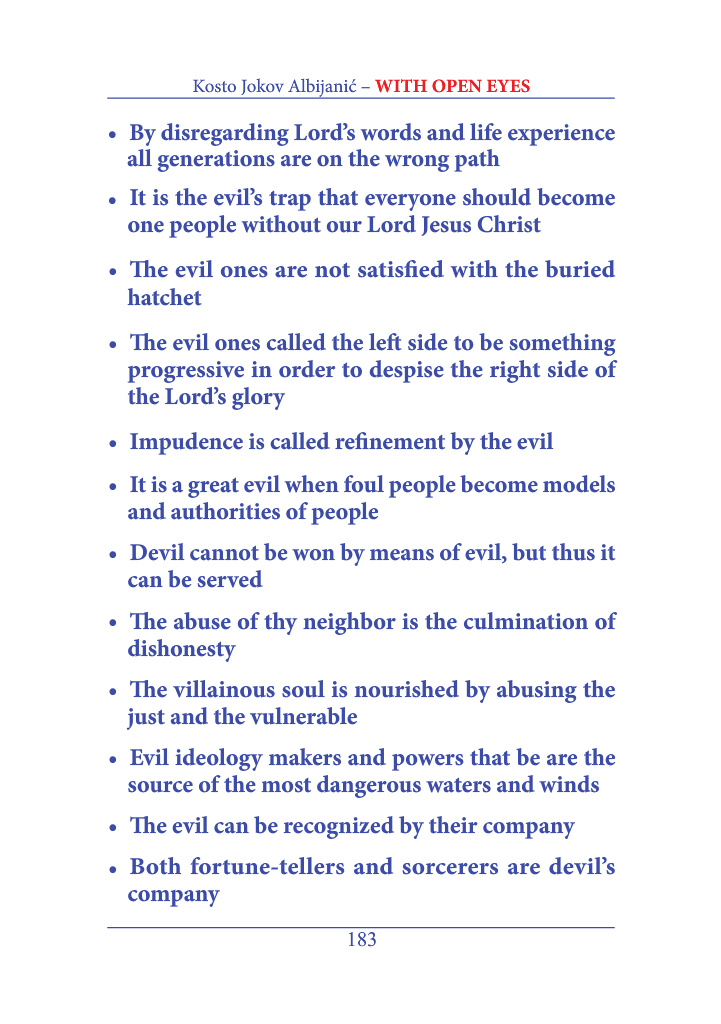 Kosto Jokov Albijanić – WITH OPEN EYES
• By disregarding Lord’s words and life experience
all generations are on the wrong path
• It is the evil’s trap that everyone should become
one people without our Lord Jesus Christ
• The evil ones are not satisfied with the buried
hatchet
• The evil ones called the left side to be something
progressive in order to despise the right side of
the Lord’s glory
• Impudence is called refinement by the evil
• It is a great evil when foul people become models
and authorities of people
• Devil cannot be won by means of evil, but thus it
can be served
• The abuse of thy neighbor is the culmination of
dishonesty
• The villainous soul is nourished by abusing the
just and the vulnerable
• Evil ideology makers and powers that be are the
source of the most dangerous waters and winds
• The evil can be recognized by their company
• Both fortune-tellers and sorcerers are devil’s
company
183